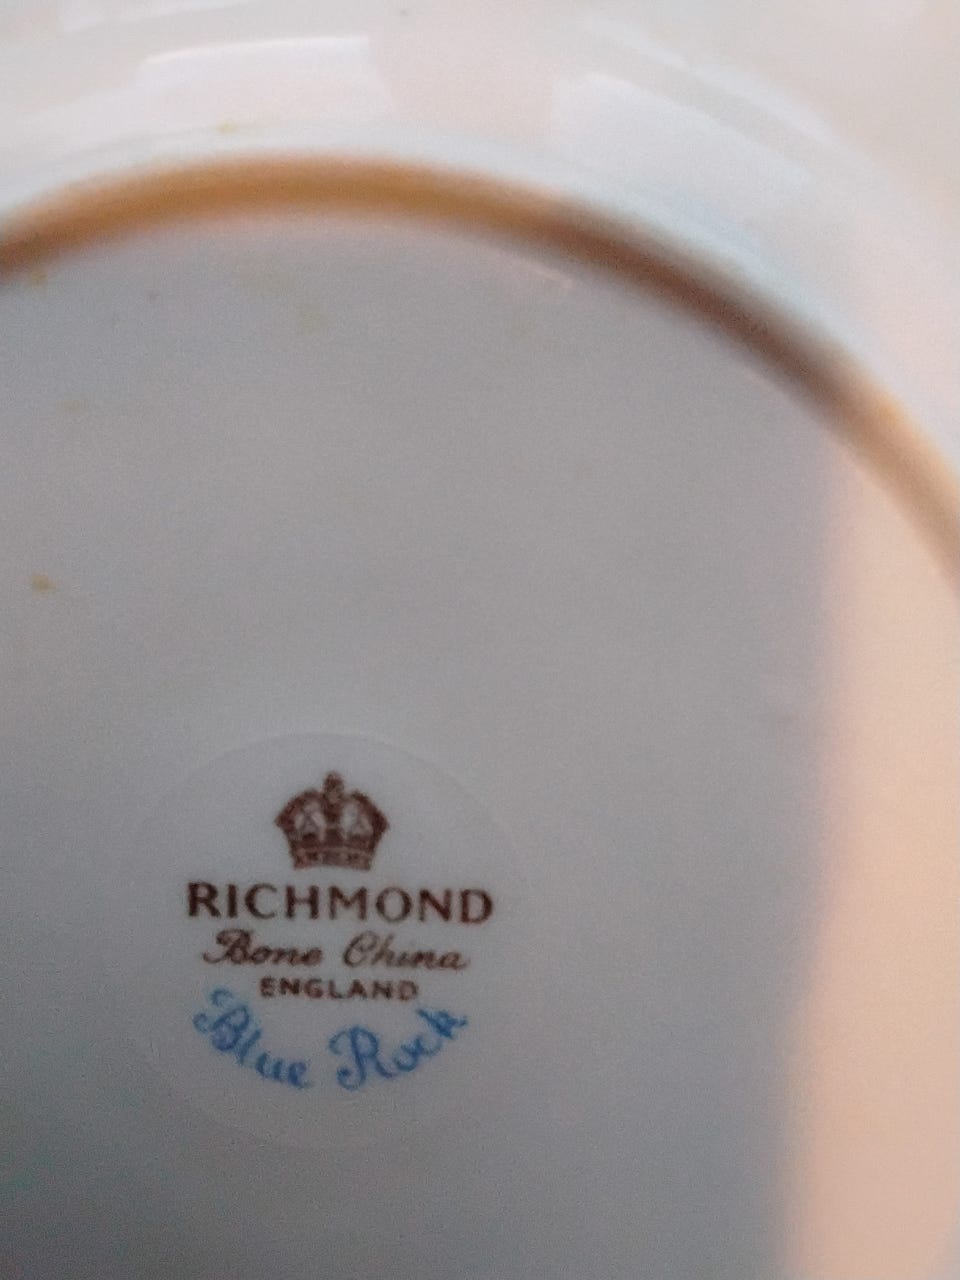 RICHMOND
Bone China
ENGLAND
Blue Rock